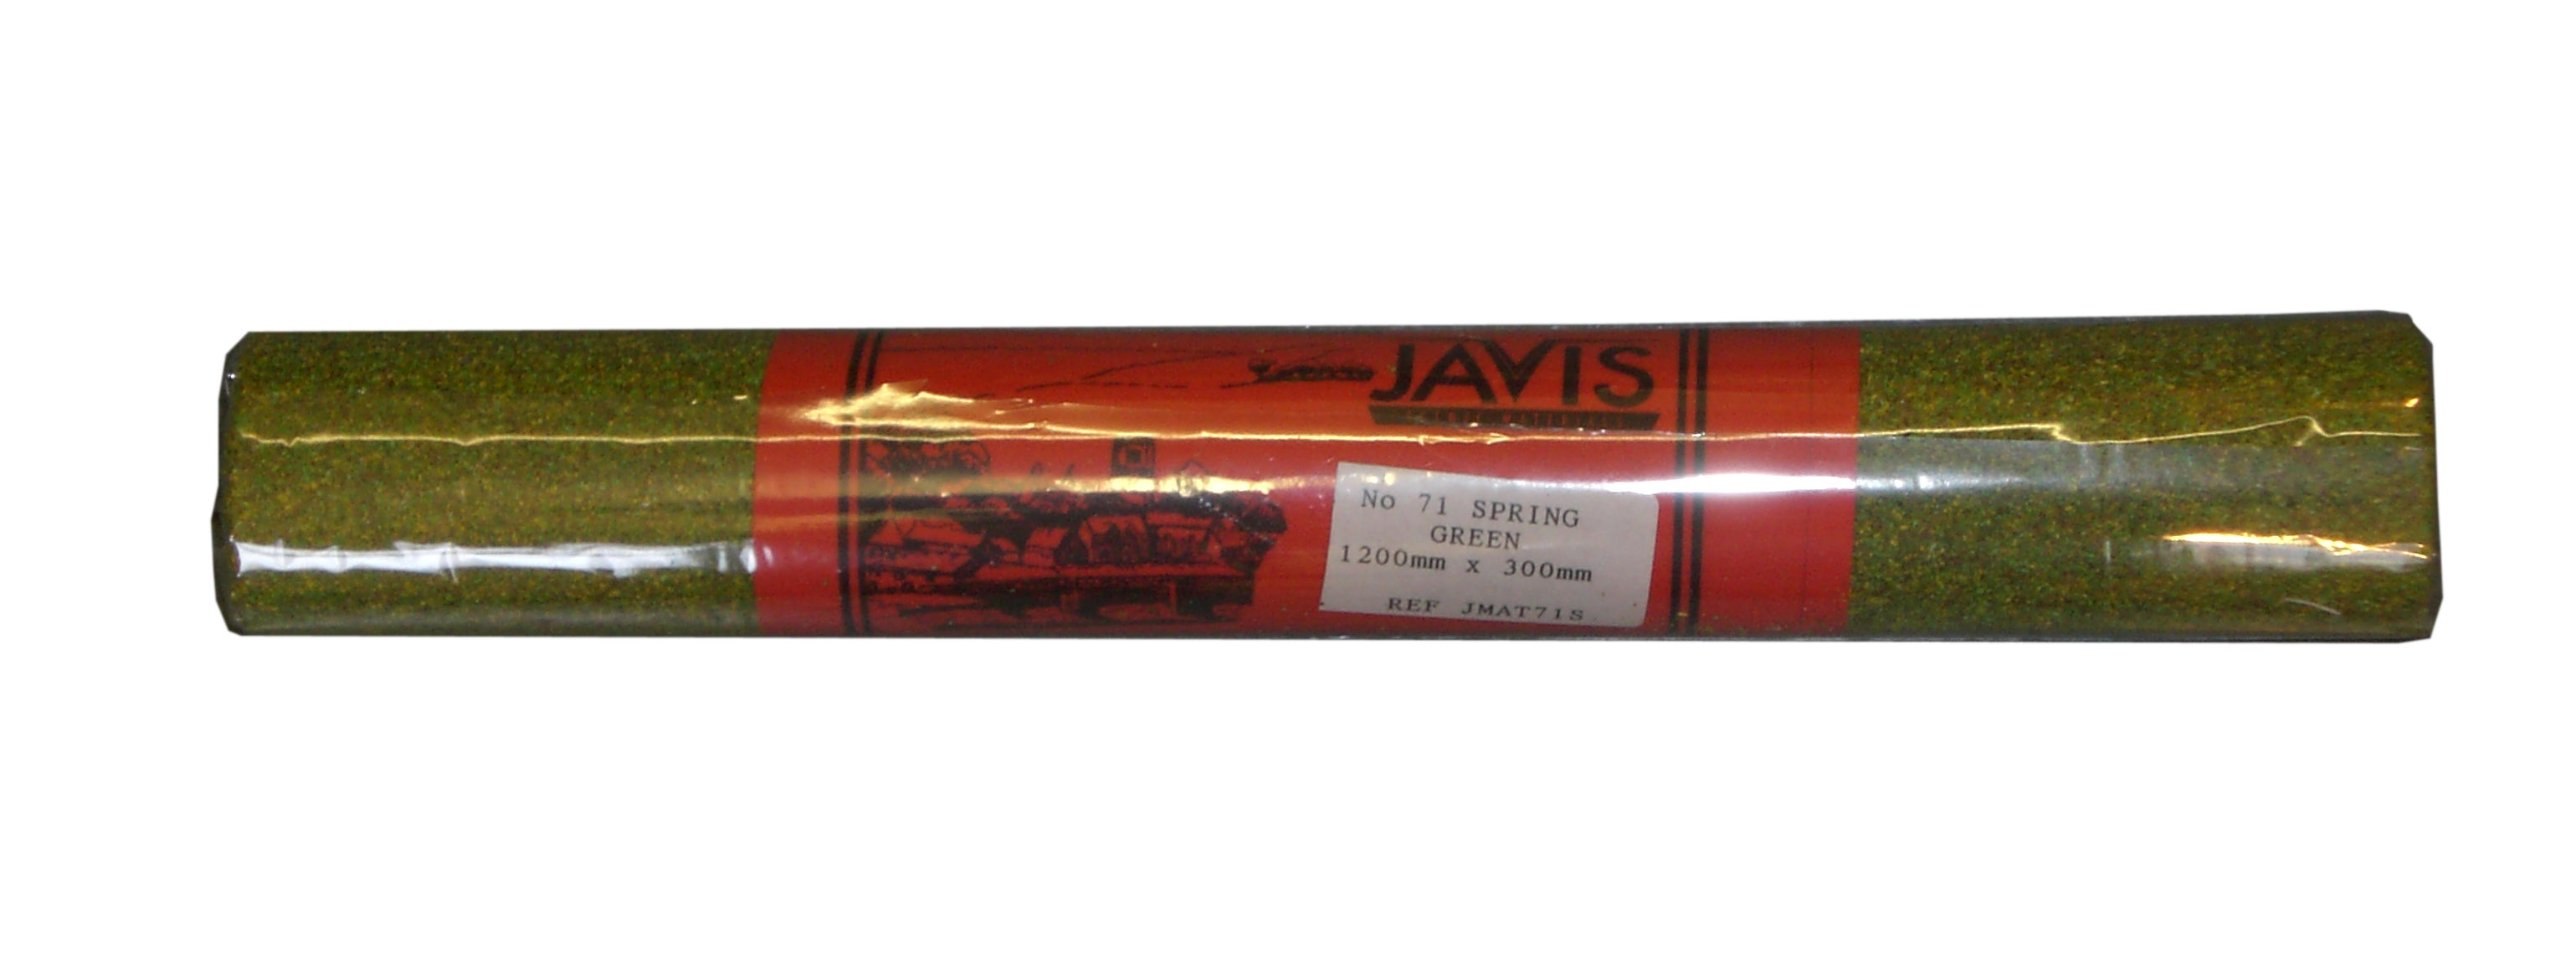 JAVIS
No 71 SPRING
GREEN
1200mm x 300mm
REF JMAT71S